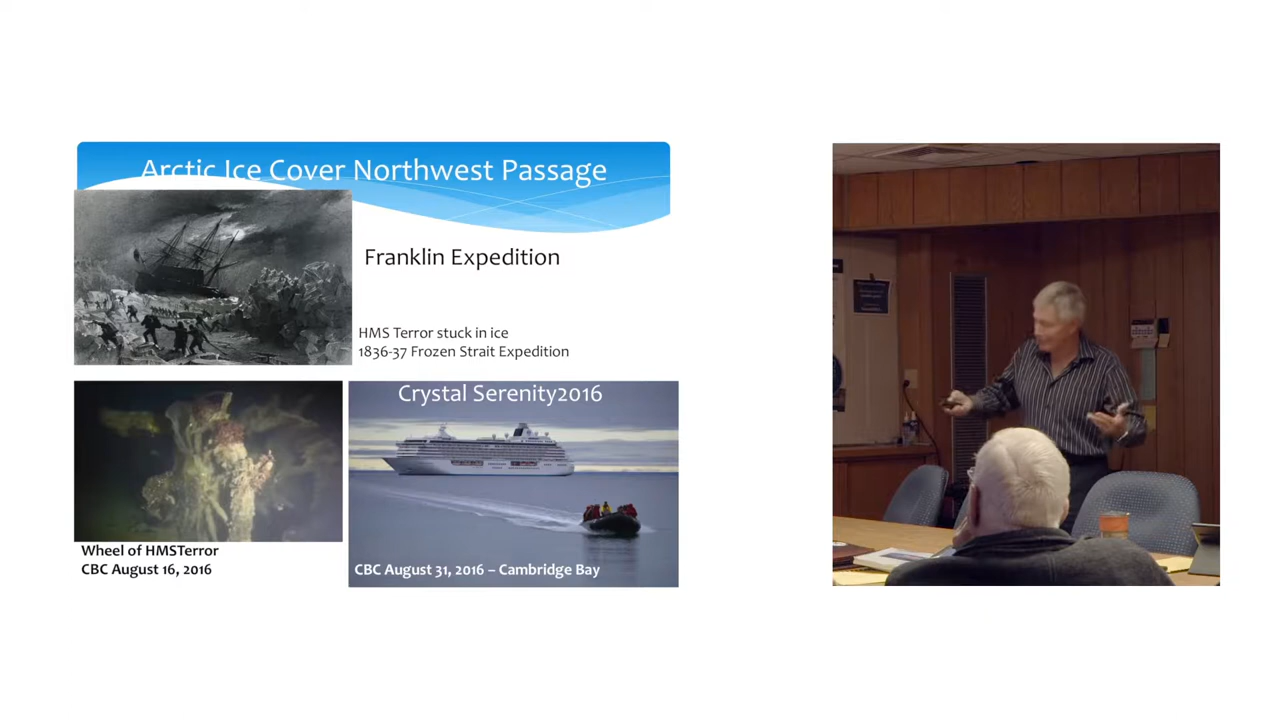 Arctic Ice Cover Northwest Passage
Franklin Expedition
HMS Terror stuck in ice
1836-37 Frozen Strait Expedition
Crystal Serenity2016
Wheel of HMSTerror
CBC August 16, 2016
CBC August 31, 2016 – Cambridge Bay